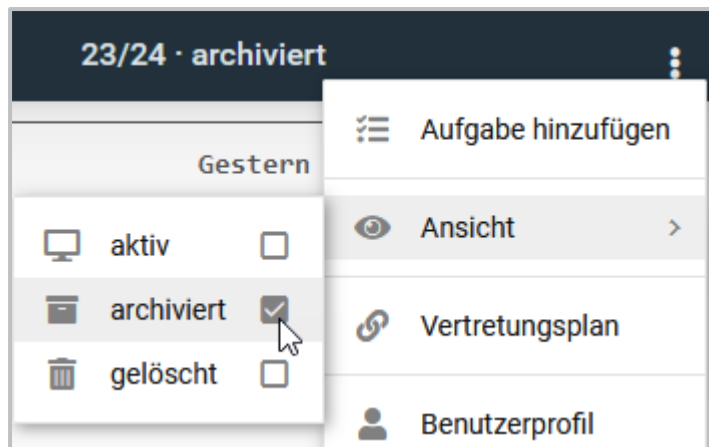 23/24 · archiviert
Aufgabe hinzufügen
Gestern
Ansicht
aktiv
archiviert
gelöscht
Vertretungsplan
Benutzerprofil